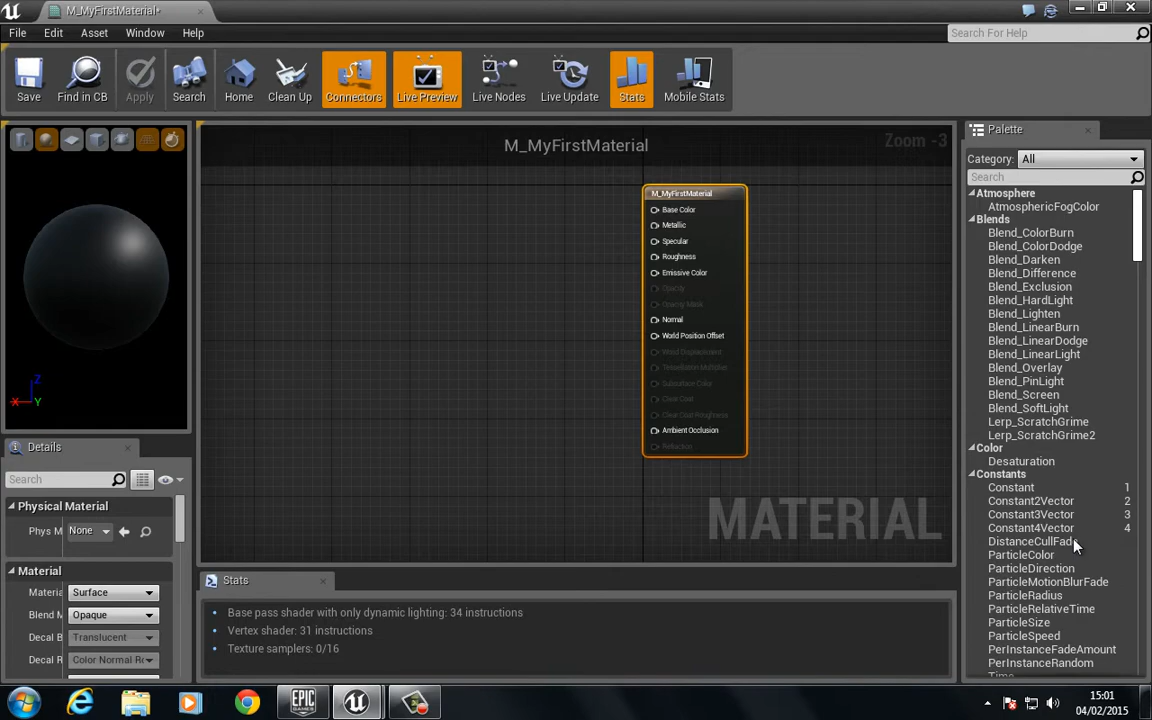 M_MyFirstMaterial*
File Edit Asset Window Help
Search For Help
Save Find in CB Apply Search Home Clean Up Connectors Live Preview Live Nodes Live Update Stats Mobile Stats
M_MyFirstMaterial
Zoom -3
Palette
Category: All
Search
Atmosphere
AtmosphericFogColor
Blends
Blend_ColorBurn
Blend_ColorDodge
Blend_Darken
Blend_Difference
Blend_Exclusion
Blend_HardLight
Blend_Lighten
Blend_LinearBurn
Blend_LinearDodge
Blend_LinearLight
Blend_Overlay
Blend_PinLight
Blend_Screen
Blend_SoftLight
Lerp_ScratchGrime
Lerp_ScratchGrime2
Color
Desaturation
Constants
Constant 1
Constant2Vector 2
Constant3Vector 3
Constant4Vector 4
DistanceCullFade
ParticleColor
ParticleDirection
ParticleMotionBlurFade
ParticleRadius
ParticleRelativeTime
ParticleSize
ParticleSpeed
PerInstanceFadeAmount
PerInstanceRandom
Time
M_MyFirstMaterial
Base Color
Metallic
Specular
Roughness
Emissive Color
Opacity
Opacity Mask
Normal
World Position Offset
World Displacement
Tessellation Multiplier
Subsurface Color
Clear Coat
Clear Coat Roughness
Ambient Occlusion
Refraction
MATERIAL
Z
X
Y
Details
Search
Physical Material
Phys M None
Material
Materia Surface
Blend M Opaque
Decal B Translucent
Decal R Color Normal Ro
Stats
Base pass shader with only dynamic lighting: 34 instructions
Vertex shader: 31 instructions
Texture samplers: 0/16
EPIC GAMES
15:01
04/02/2015